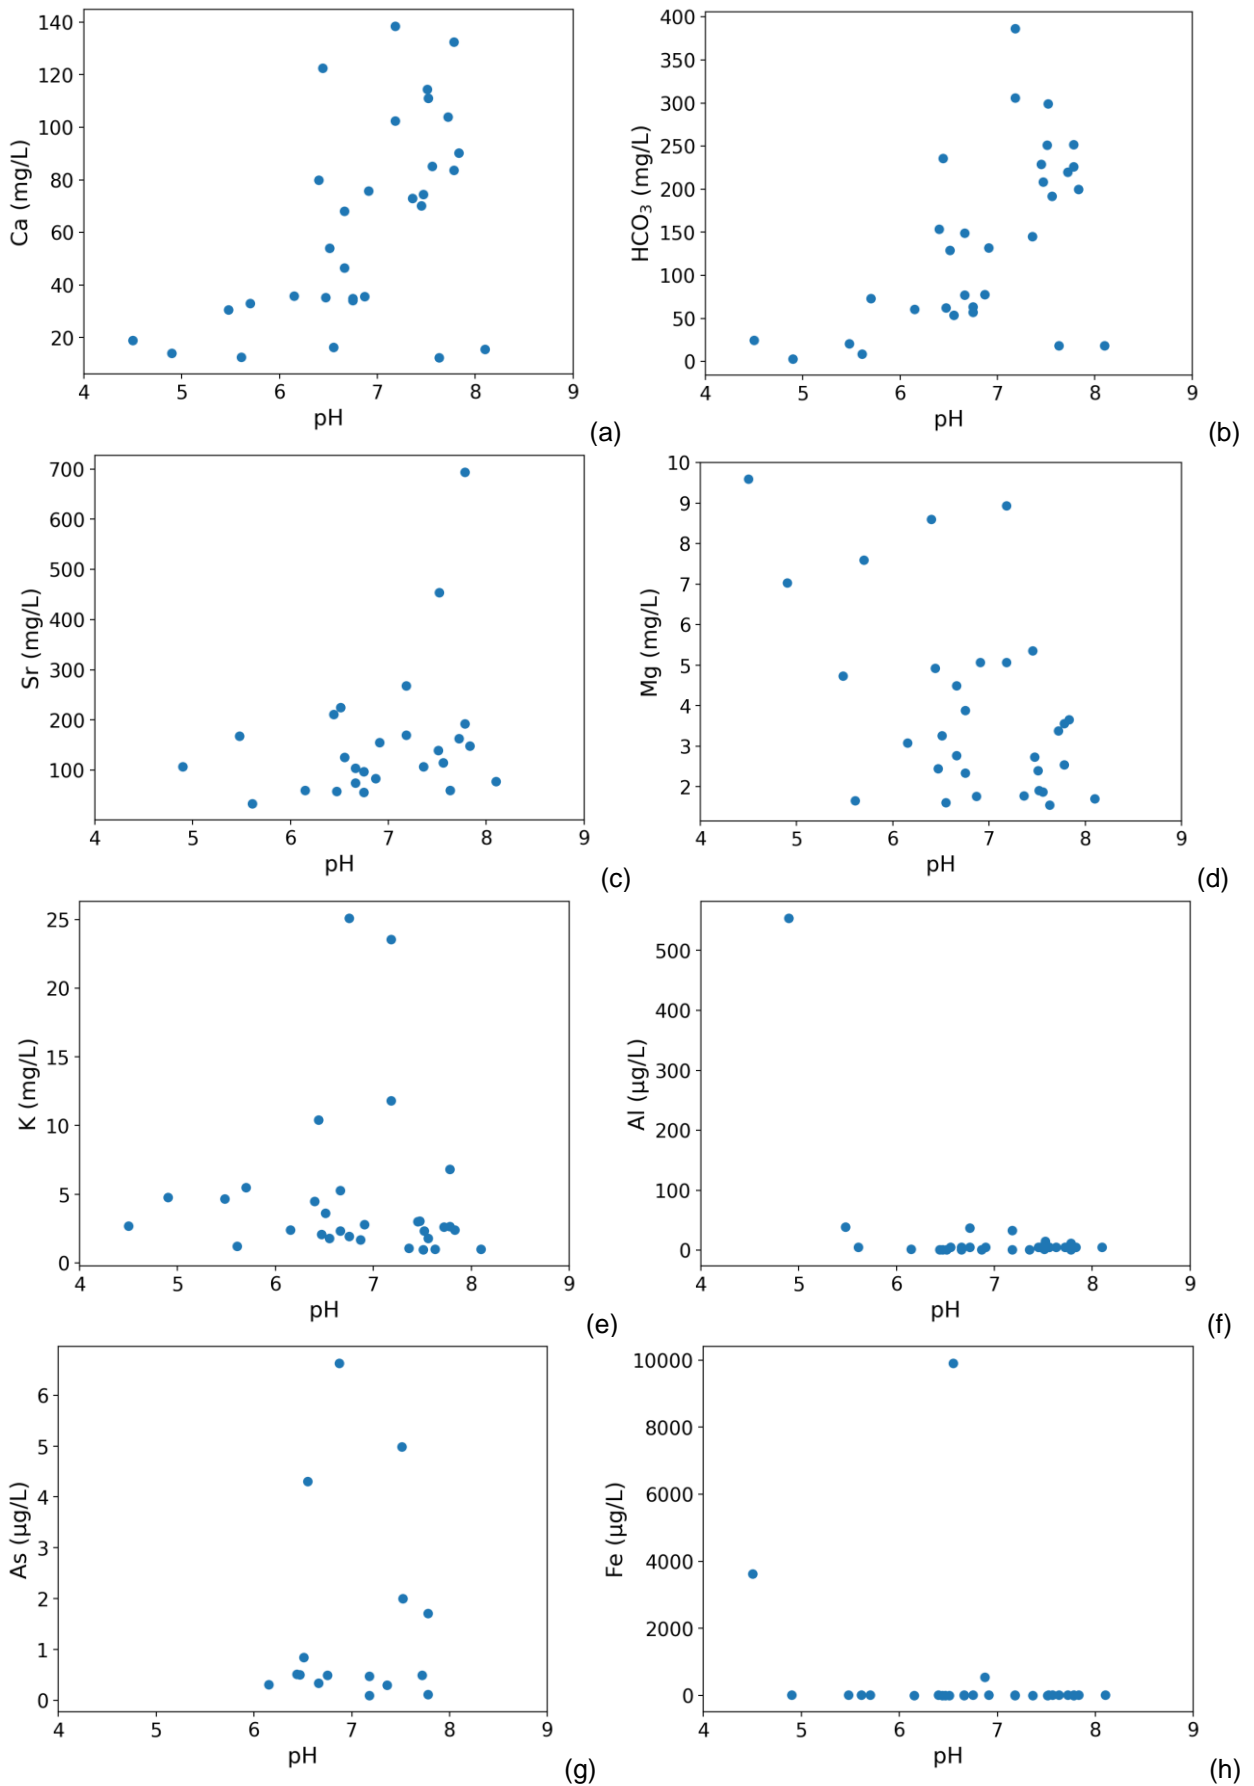 140
120
100
80
60
40
20
Ca (mg/L)
4 5 6 7 8 9
pH
(a)
400
350
300
250
200
150
100
50
0
HCO₃ (mg/L)
4 5 6 7 8 9
pH
(b)
700
600
500
400
300
200
100
Sr (mg/L)
4 5 6 7 8 9
pH
(c)
10
9
8
7
6
5
4
3
2
Mg (mg/L)
4 5 6 7 8 9
pH
(d)
25
20
15
10
5
0
K (mg/L)
4 5 6 7 8 9
pH
(e)
500
400
300
200
100
0
Al (µg/L)
4 5 6 7 8 9
pH
(f)
6
5
4
3
2
1
0
As (µg/L)
4 5 6 7 8 9
pH
(g)
10000
8000
6000
4000
2000
0
Fe (µg/L)
4 5 6 7 8 9
pH
(h)